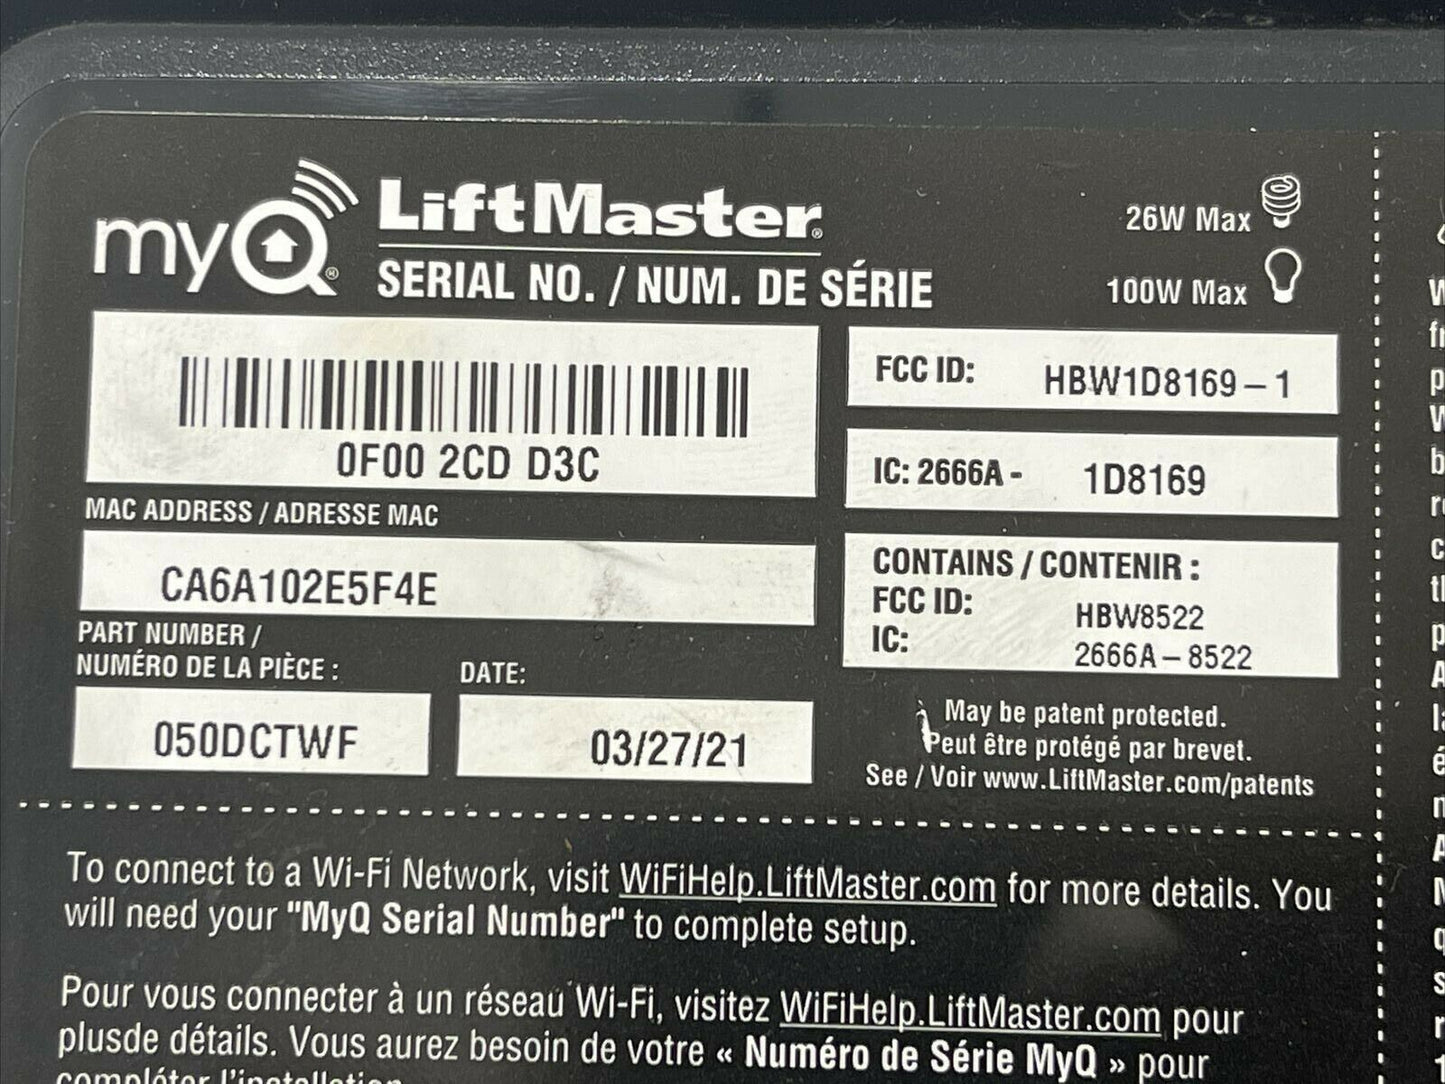 myQ® LiftMaster®
SERIAL NO. / NUM. DE SÉRIE
0F00 2CD D3C
MAC ADDRESS / ADRESSE MAC
CA6A102E5F4E
PART NUMBER /
NUMÉRO DE LA PIÈCE :
050DCTWF
DATE:
03/27/21
26W Max
100W Max
FCC ID: HBW1D8169-1
IC: 2666A - 1D8169
CONTAINS / CONTENIR :
FCC ID: HBW8522
IC: 2666A-8522
May be patent protected.
Peut être protégé par brevet.
See / Voir www.LiftMaster.com/patents
To connect to a Wi-Fi Network, visit WiFiHelp.LiftMaster.com for more details. You
will need your "MyQ Serial Number" to complete setup.
Pour vous connecter à un réseau Wi-Fi, visitez WiFiHelp.LiftMaster.com pour
plusde détails. Vous aurez besoin de votre « Numéro de Série MyQ » pour
compléter l'installation.